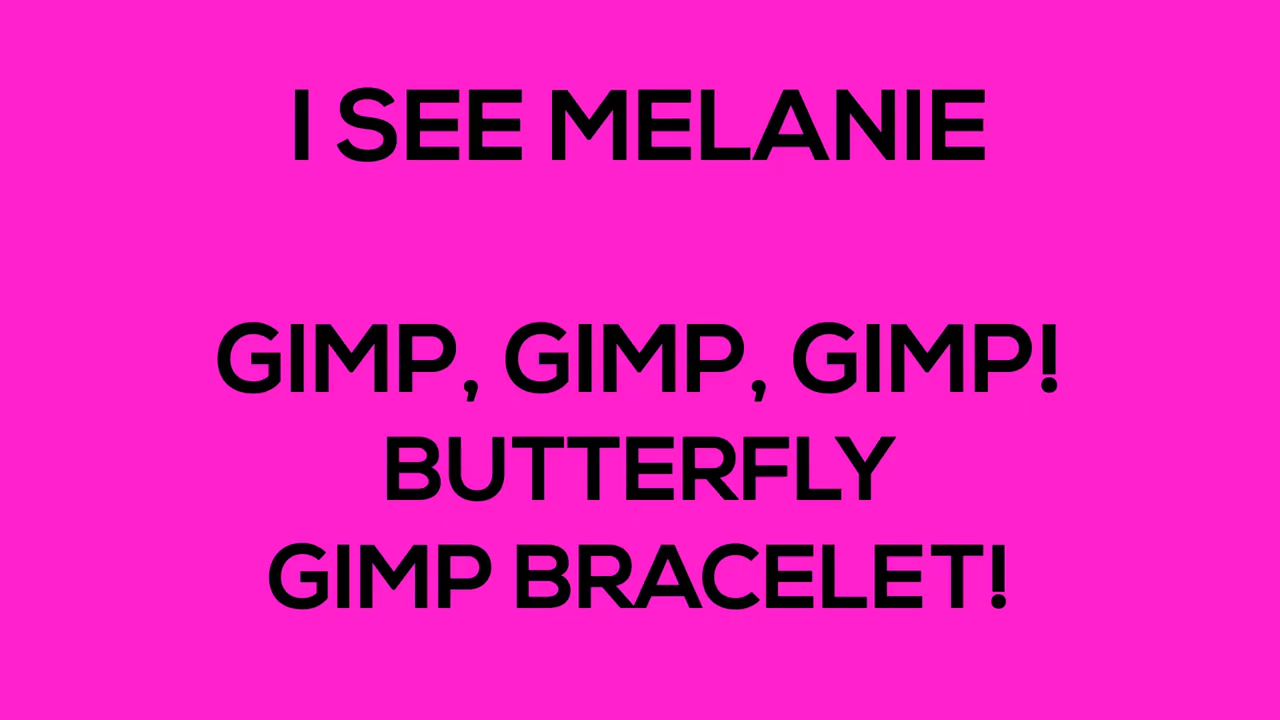 I SEE MELANIE
GIMP, GIMP, GIMP!
BUTTERFLY
GIMP BRACELET!